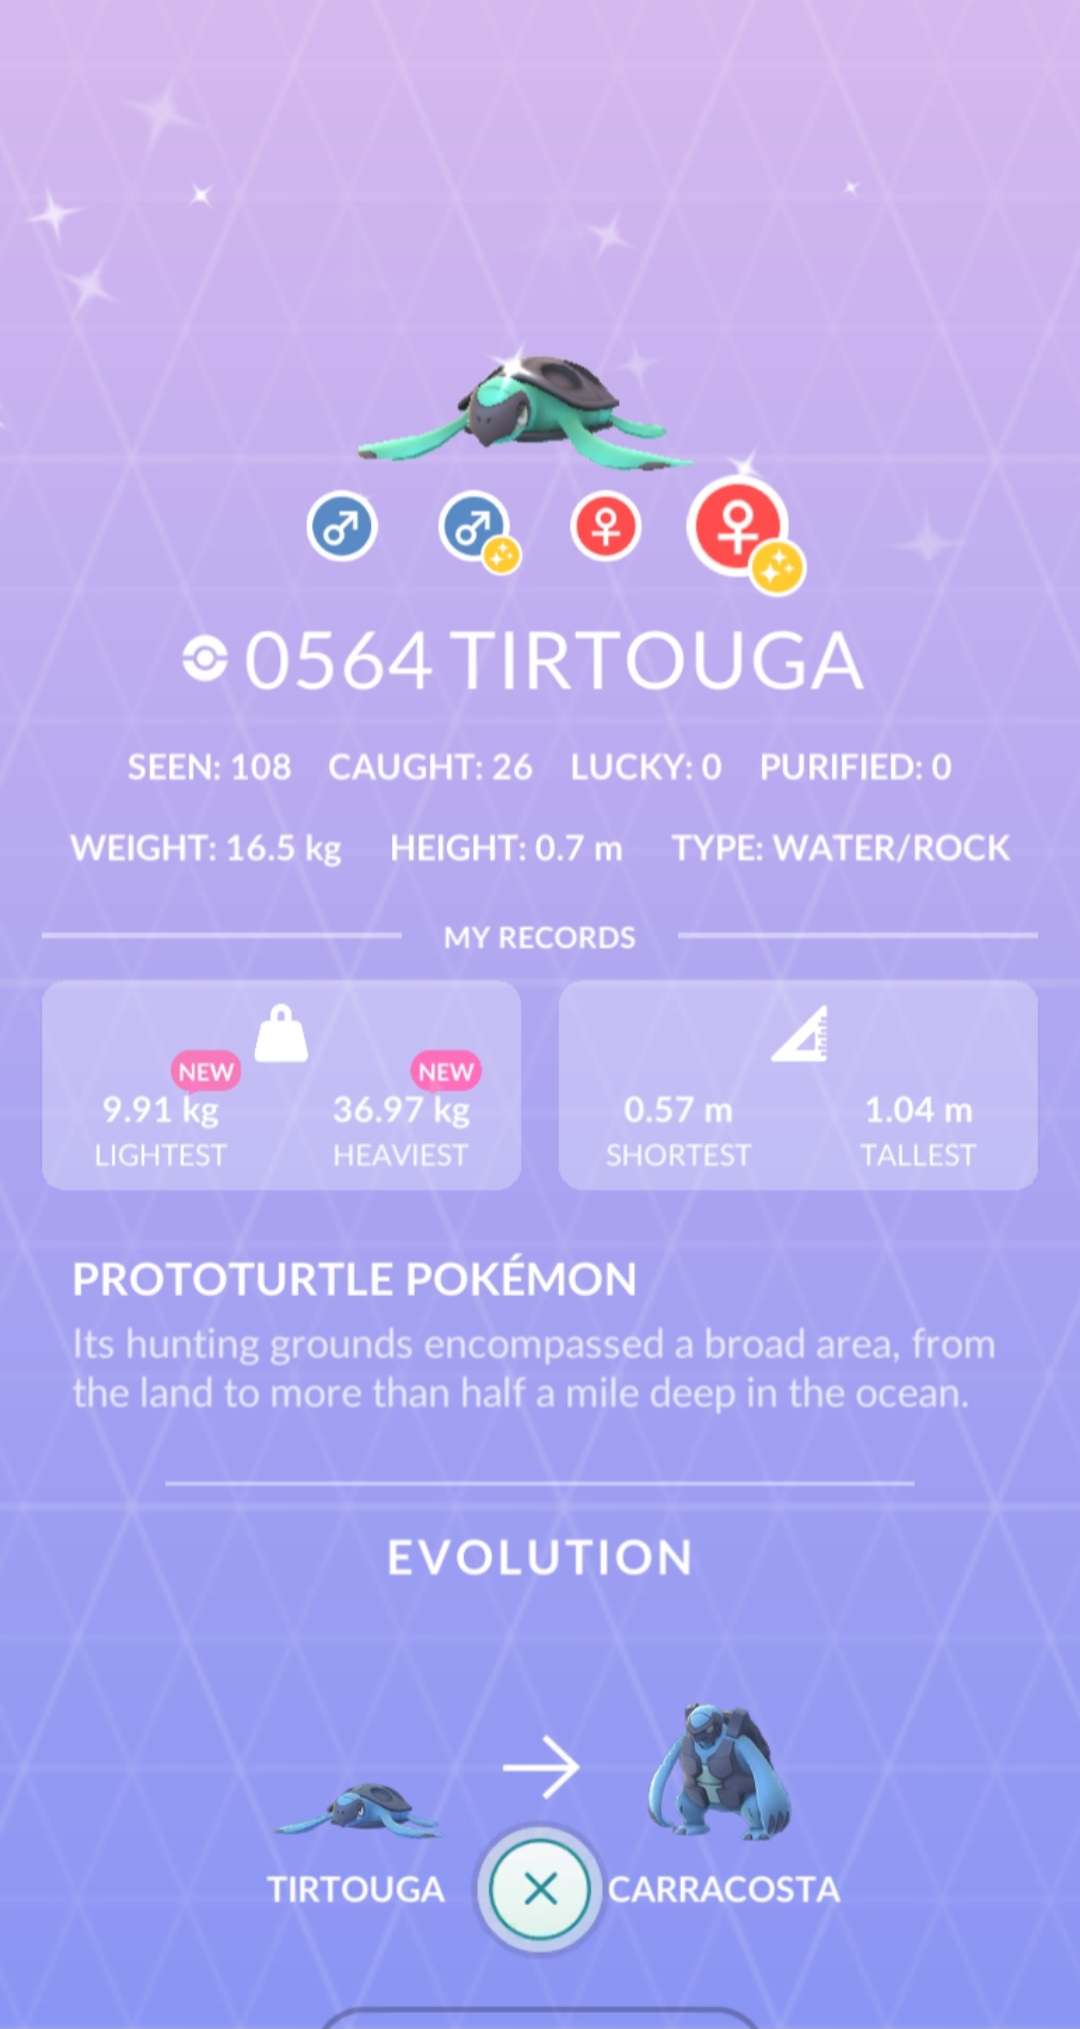 0564 TIRTOUGA
SEEN: 108 CAUGHT: 26 LUCKY: 0 PURIFIED: 0
WEIGHT: 16.5 kg HEIGHT: 0.7 m TYPE: WATER/ROCK
MY RECORDS
NEW NEW
9.91 kg 36.97 kg 0.57 m 1.04 m
LIGHTEST HEAVIEST SHORTEST TALLEST
PROTOTURTLE POKÉMON
Its hunting grounds encompassed a broad area, from
the land to more than half a mile deep in the ocean.
EVOLUTION
TIRTOUGA CARRACOSTA